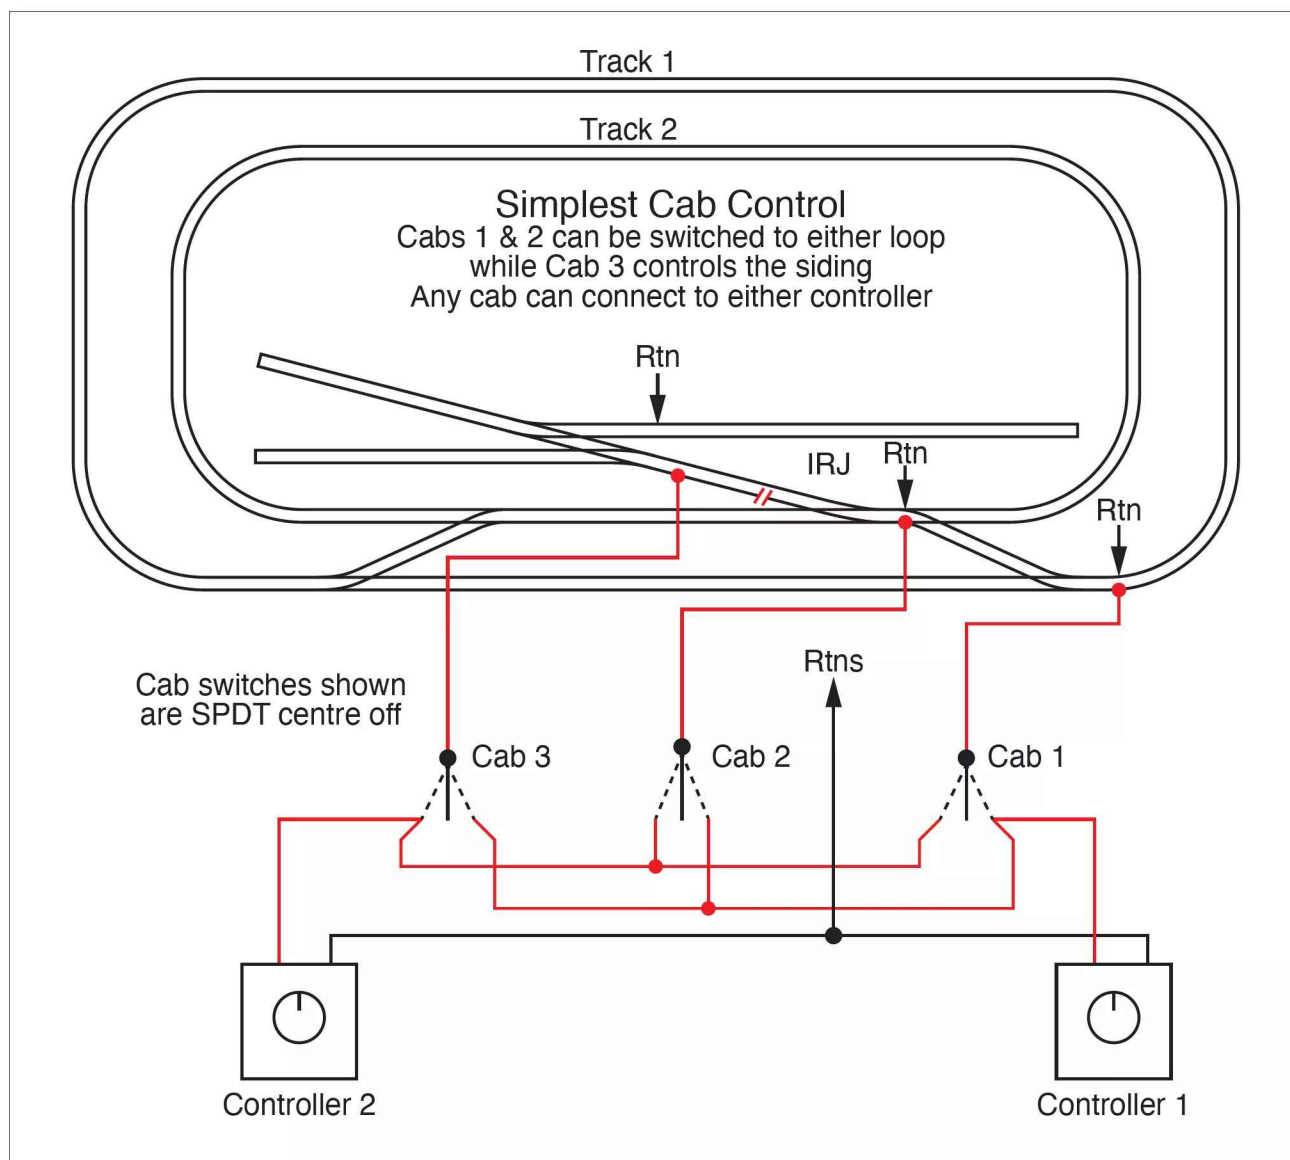 Track 1
Track 2
Simplest Cab Control
Cabs 1 & 2 can be switched to either loop
while Cab 3 controls the siding
Any cab can connect to either controller
Rtn
IRJ
Rtn
Rtn
Rtns
Cab switches shown
are SPDT centre off
Cab 3
Cab 2
Cab 1
Controller 2
Controller 1